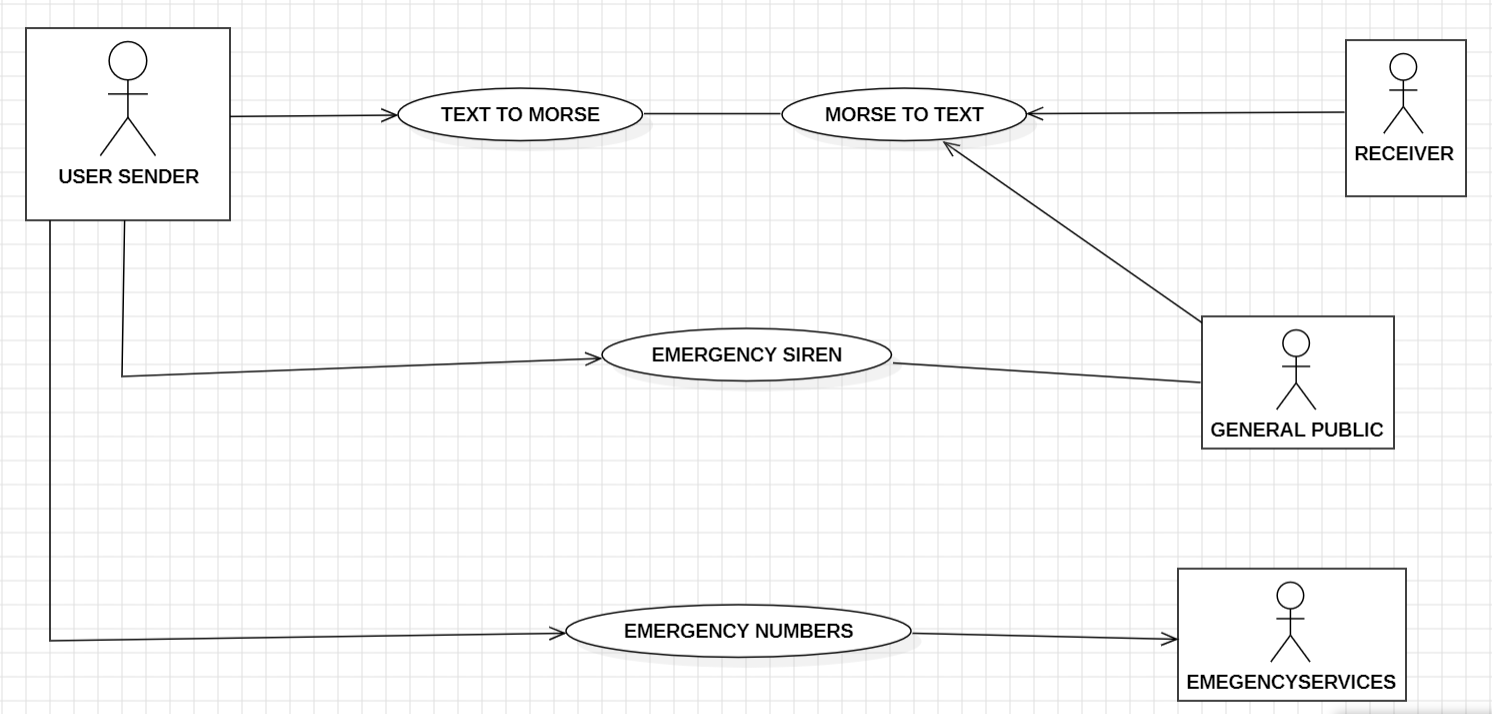 USER SENDER
TEXT TO MORSE
MORSE TO TEXT
RECEIVER
EMERGENCY SIREN
GENERAL PUBLIC
EMERGENCY NUMBERS
EMEGENCYSERVICES